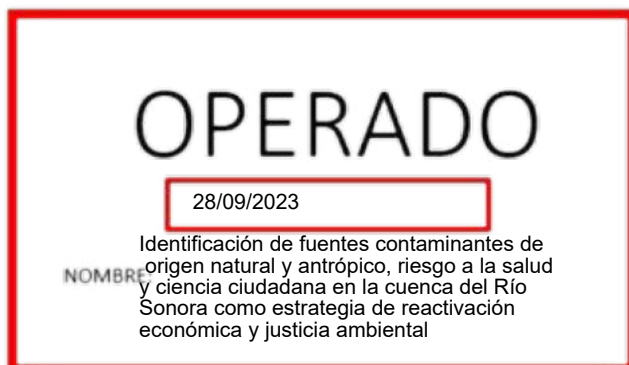 OPERADO
28/09/2023
Identificación de fuentes contaminantes de
NOMBRE: origen natural y antrópico, riesgo a la salud
y ciencia ciudadana en la cuenca del Río
Sonora como estrategia de reactivación
económica y justicia ambiental